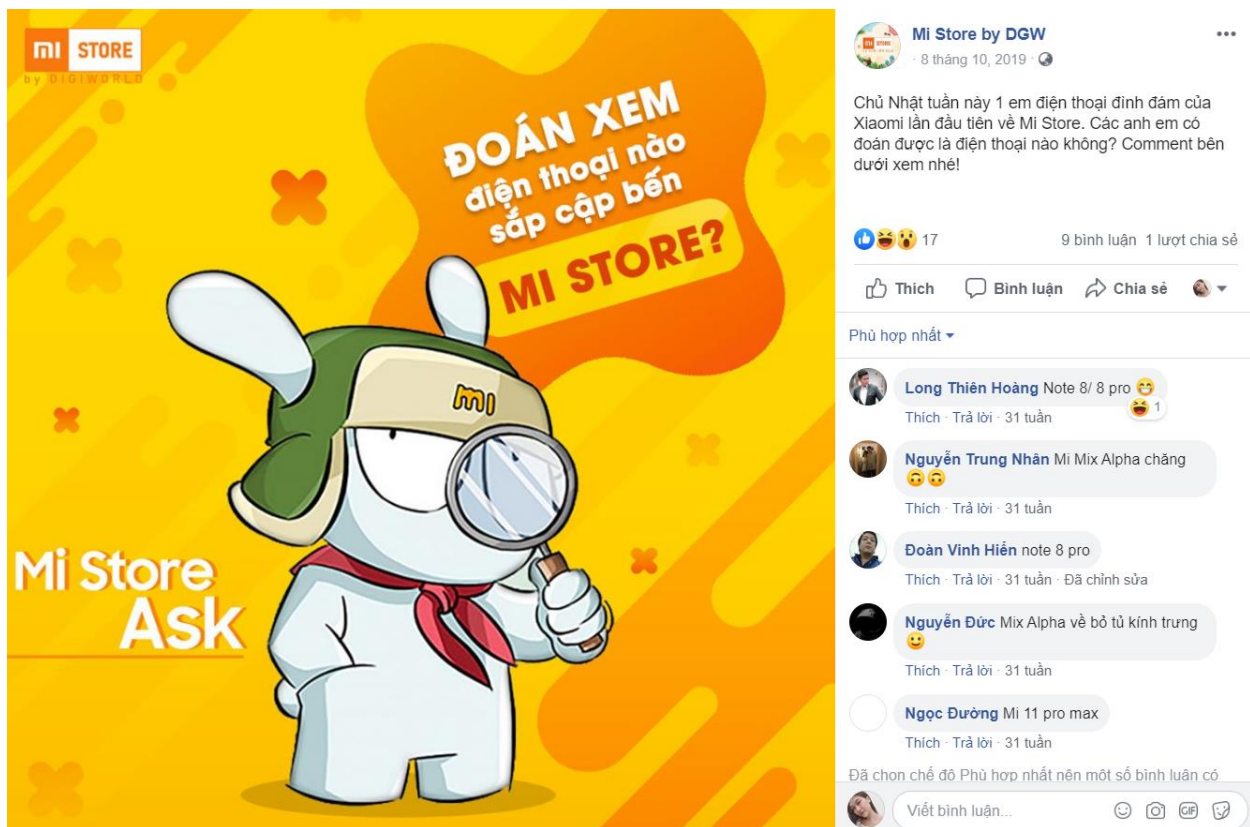 mi STORE
by DIGIWORLD
ĐOÁN XEM
điện thoại nào
sắp cập bến
MI STORE?
mi
Mi Store
Ask
Mi Store by DGW
· 8 tháng 10, 2019 ·
Chủ Nhật tuần này 1 em điện thoại đình đám của
Xiaomi lần đầu tiên về Mi Store. Các anh em có
đoán được là điện thoại nào không? Comment bên
dưới xem nhé!
17
9 bình luận 1 lượt chia sẻ
Thích Bình luận Chia sẻ
Phù hợp nhất
Long Thiên Hoàng Note 8/ 8 pro 😁
😆 1
Thích · Trả lời · 31 tuần
Nguyễn Trung Nhân Mi Mix Alpha chăng
🙃🙃
Thích · Trả lời · 31 tuần
Đoàn Vinh Hiển note 8 pro
Thích · Trả lời · 31 tuần · Đã chỉnh sửa
Nguyễn Đức Mix Alpha về bỏ tủ kính trưng
🙂
Thích · Trả lời · 31 tuần
Ngọc Đường Mi 11 pro max
Thích · Trả lời · 31 tuần
Đã chọn chế độ Phù hợp nhất nên một số bình luận có
Viết bình luận...
GIF